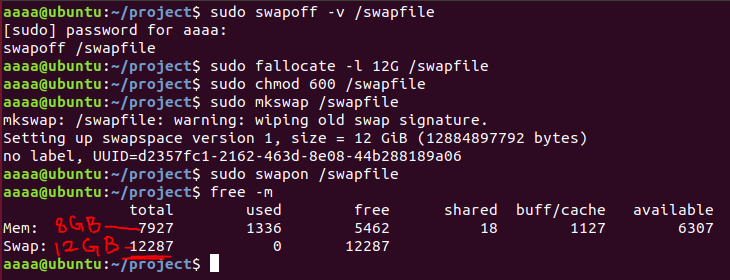 aaaa@ubuntu:~/project$ sudo swapoff -v /swapfile
[sudo] password for aaaa:
swapoff /swapfile
aaaa@ubuntu:~/project$ sudo fallocate -l 12G /swapfile
aaaa@ubuntu:~/project$ sudo chmod 600 /swapfile
aaaa@ubuntu:~/project$ sudo mkswap /swapfile
mkswap: /swapfile: warning: wiping old swap signature.
Setting up swapspace version 1, size = 12 GiB (12884897792 bytes)
no label, UUID=d2357fc1-2162-463d-8e08-44b288189a06
aaaa@ubuntu:~/project$ sudo swapon /swapfile
aaaa@ubuntu:~/project$ free -m
total used free shared buff/cache available
Mem: 8GB 7927 1336 5462 18 1127 6307
Swap: 12GB 12287 0 12287
aaaa@ubuntu:~/project$